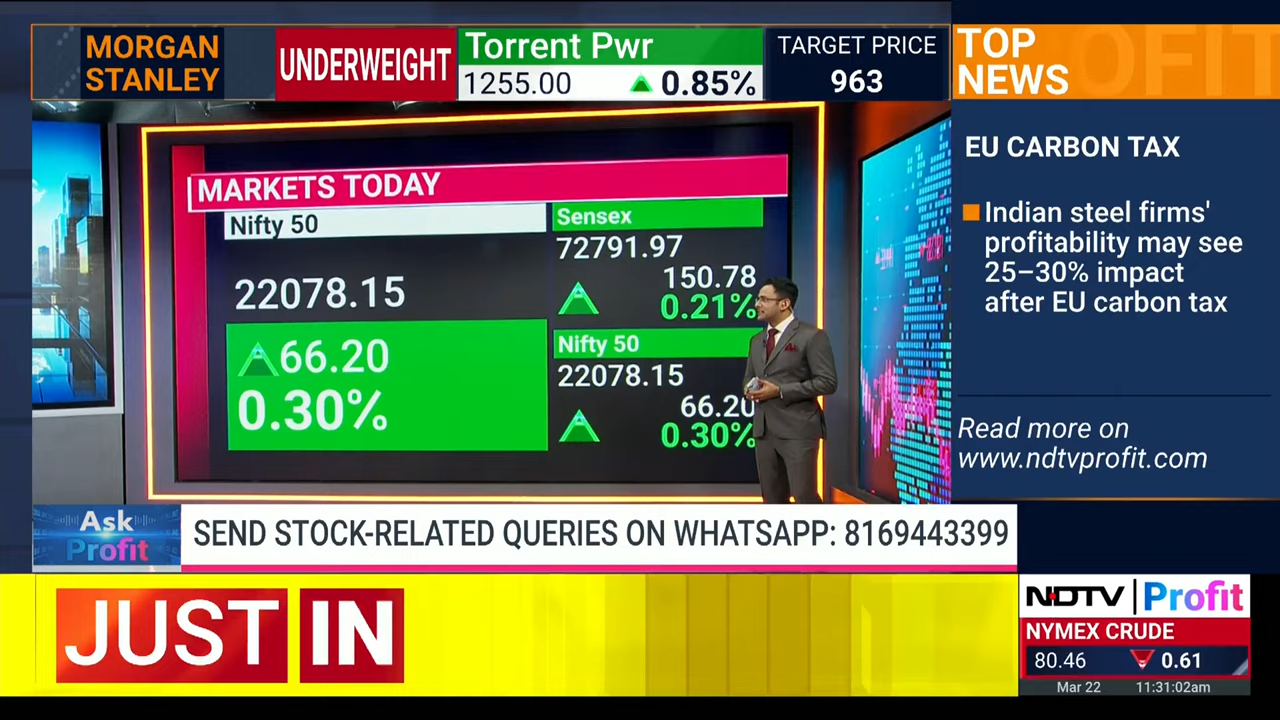 MORGAN
STANLEY
UNDERWEIGHT
Torrent Pwr
1255.00
0.85%
TARGET PRICE
963
TOP
NEWS
EU CARBON TAX
Indian steel firms'
profitability may see
25–30% impact
after EU carbon tax
Read more on
www.ndtvprofit.com
MARKETS TODAY
Nifty 50
22078.15
66.20
0.30%
Sensex
72791.97
150.78
0.21%
Nifty 50
22078.15
66.20
0.30%
Ask
Profit
SEND STOCK-RELATED QUERIES ON WHATSAPP: 8169443399
JUST IN
NDTV Profit
NYMEX CRUDE
80.46 0.61
Mar 22 11:31:02am